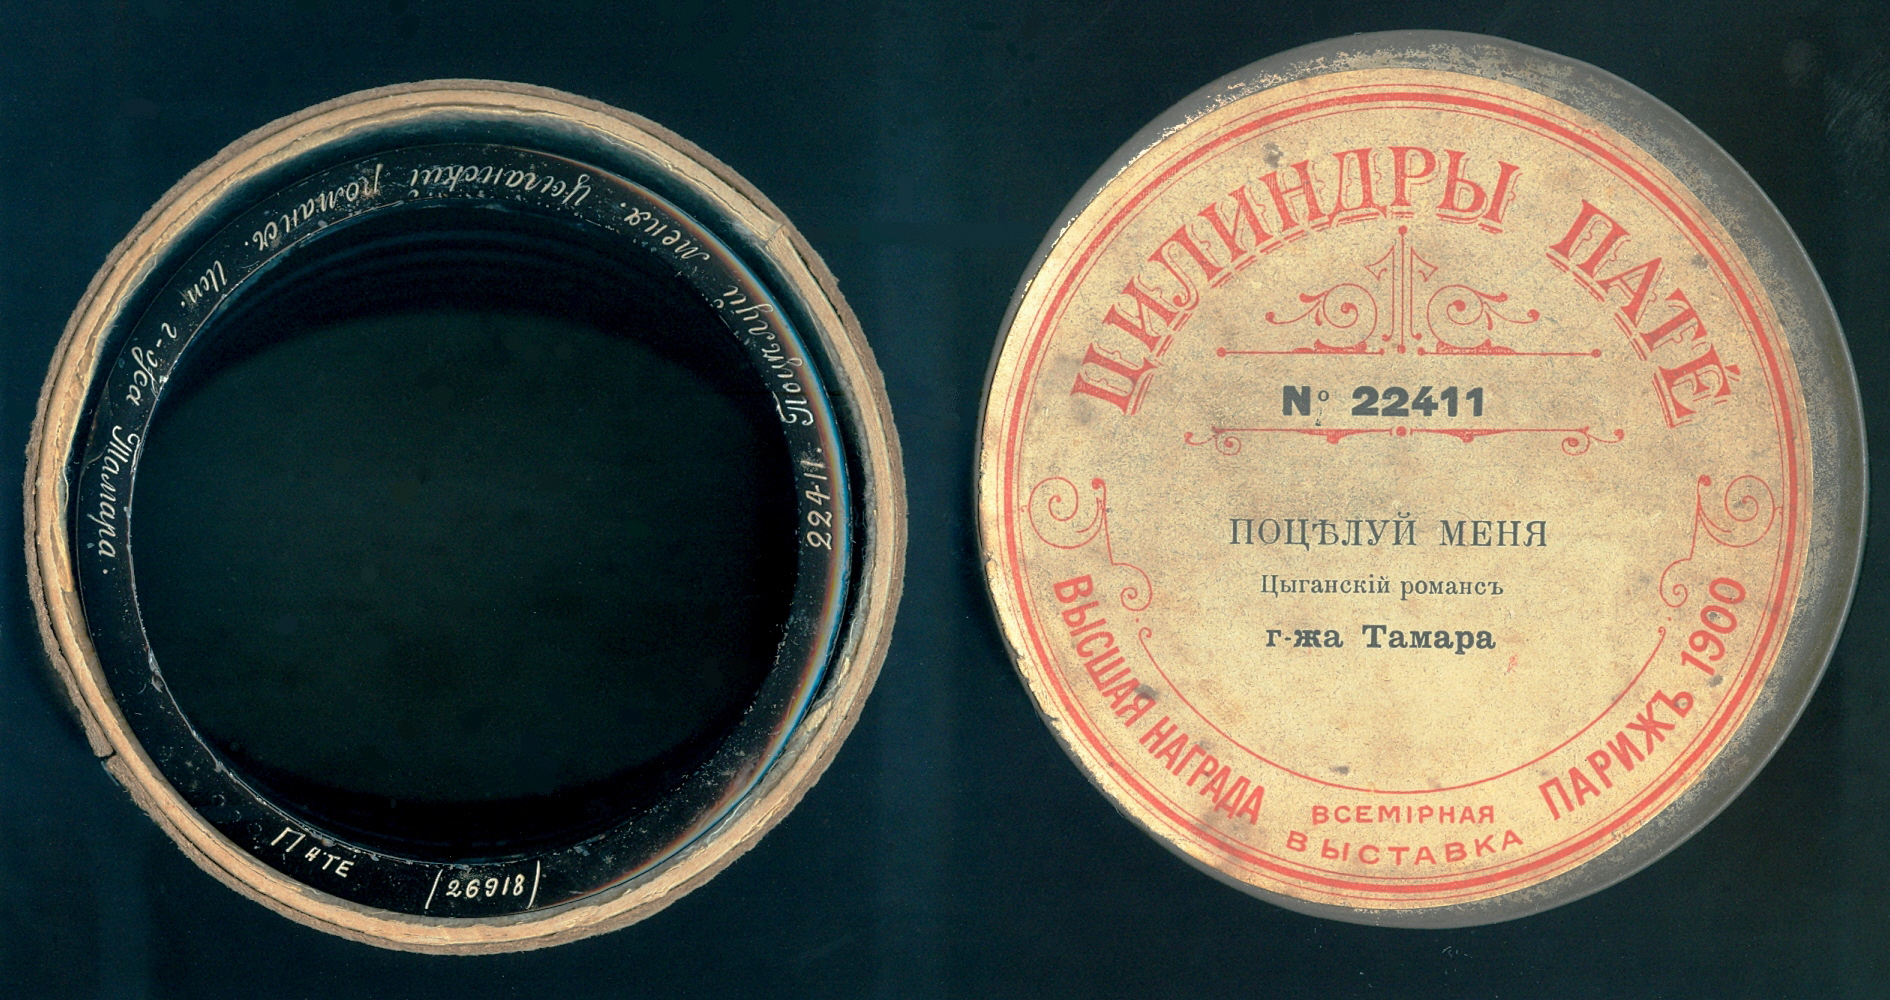 22411. Поцѣлуй меня. Цыганскій романсъ. Исп. г-жа Тамара.
ПАТЕ
(26918)
ЦИЛИНДРЫ ПАТЕ́
№ 22411
ПОЦѢЛУЙ МЕНЯ
Цыганскій романсъ
г-жа Тамара
ВЫСШАЯ НАГРАДА
ВСЕМІРНАЯ
ВЫСТАВКА
ПАРИЖЪ 1900